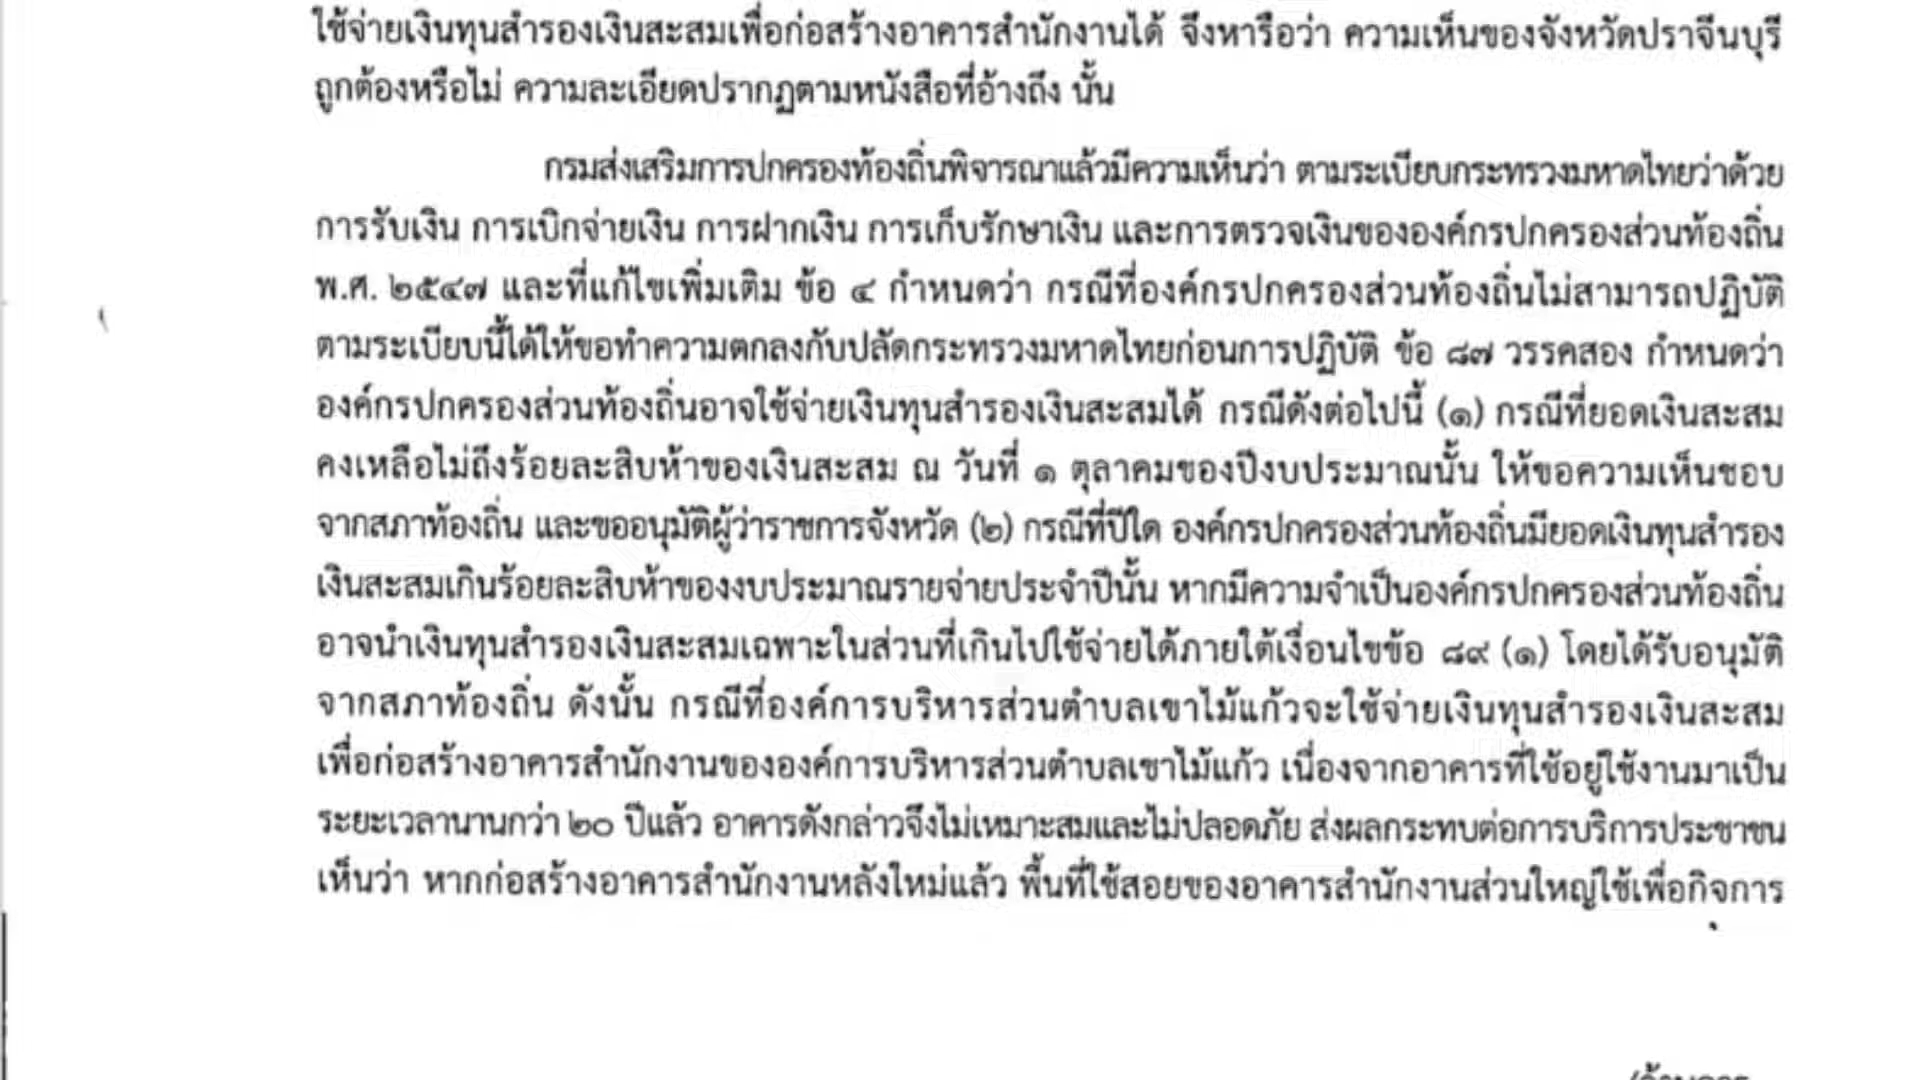 ใช้จ่ายเงินทุนสำรองเงินสะสมเพื่อก่อสร้างอาคารสำนักงานได้ จึงหารือว่า ความเห็นของจังหวัดปราจีนบุรี
ถูกต้องหรือไม่ ความละเอียดปรากฏตามหนังสือที่อ้างถึง นั้น
กรมส่งเสริมการปกครองท้องถิ่นพิจารณาแล้วมีความเห็นว่า ตามระเบียบกระทรวงมหาดไทยว่าด้วย
การรับเงิน การเบิกจ่ายเงิน การฝากเงิน การเก็บรักษาเงิน และการตรวจเงินขององค์กรปกครองส่วนท้องถิ่น
พ.ศ. ๒๕๔๗ และที่แก้ไขเพิ่มเติม ข้อ ๔ กำหนดว่า กรณีที่องค์กรปกครองส่วนท้องถิ่นไม่สามารถปฏิบัติ
ตามระเบียบนี้ได้ให้ขอทำความตกลงกับปลัดกระทรวงมหาดไทยก่อนการปฏิบัติ ข้อ ๘๗ วรรคสอง กำหนดว่า
องค์กรปกครองส่วนท้องถิ่นอาจใช้จ่ายเงินทุนสำรองเงินสะสมได้ กรณีดังต่อไปนี้ (๑) กรณีที่ยอดเงินสะสม
คงเหลือไม่ถึงร้อยละสิบห้าของเงินสะสม ณ วันที่ ๑ ตุลาคมของปีงบประมาณนั้น ให้ขอความเห็นชอบ
จากสภาท้องถิ่น และขออนุมัติผู้ว่าราชการจังหวัด (๒) กรณีที่ปีใด องค์กรปกครองส่วนท้องถิ่นมียอดเงินทุนสำรอง
เงินสะสมเกินร้อยละสิบห้าของงบประมาณรายจ่ายประจำปีนั้น หากมีความจำเป็นองค์กรปกครองส่วนท้องถิ่น
อาจนำเงินทุนสำรองเงินสะสมเฉพาะในส่วนที่เกินไปใช้จ่ายได้ภายใต้เงื่อนไขข้อ ๘๙ (๑) โดยได้รับอนุมัติ
จากสภาท้องถิ่น ดังนั้น กรณีที่องค์การบริหารส่วนตำบลเขาไม้แก้วจะใช้จ่ายเงินทุนสำรองเงินสะสม
เพื่อก่อสร้างอาคารสำนักงานขององค์การบริหารส่วนตำบลเขาไม้แก้ว เนื่องจากอาคารที่ใช้อยู่ใช้งานมาเป็น
ระยะเวลานานกว่า ๒๐ ปีแล้ว อาคารดังกล่าวจึงไม่เหมาะสมและไม่ปลอดภัย ส่งผลกระทบต่อการบริการประชาชน
เห็นว่า หากก่อสร้างอาคารสำนักงานหลังใหม่แล้ว พื้นที่ใช้สอยของอาคารสำนักงานส่วนใหญ่ใช้เพื่อกิจการ